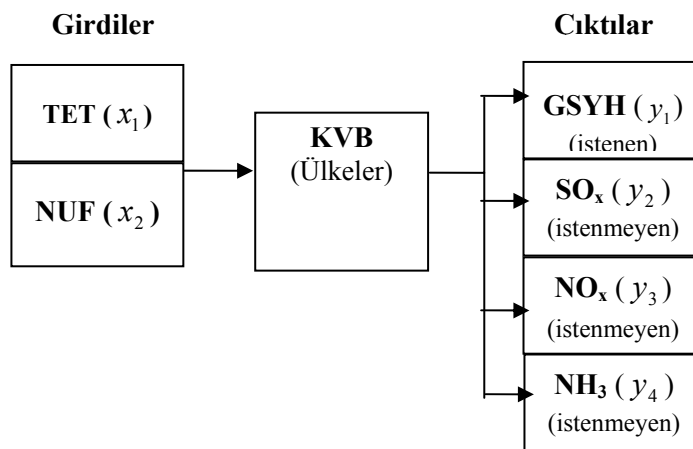 Girdiler
TET ( x₁)
NUF ( x₂ )
KVB
(Ülkeler)
Cıktılar
GSYH ( y₁)
(istenen)
SOₓ ( y₂ )
(istenmeyen)
NOₓ ( y₃ )
(istenmeyen)
NH₃ ( y₄ )
(istenmeyen)